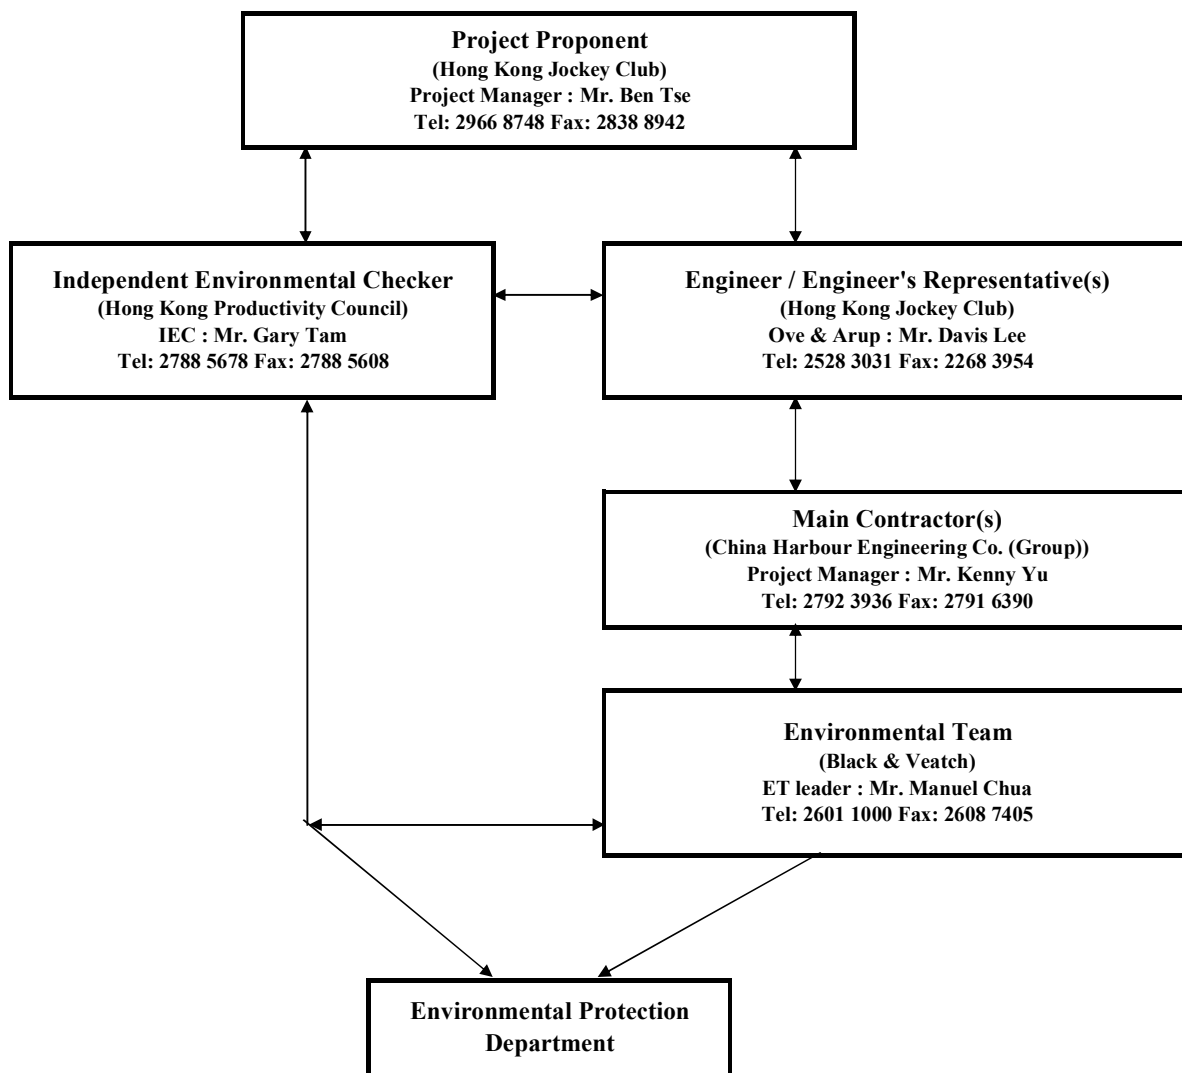 Project Proponent
(Hong Kong Jockey Club)
Project Manager : Mr. Ben Tse
Tel: 2966 8748 Fax: 2838 8942
Independent Environmental Checker
(Hong Kong Productivity Council)
IEC : Mr. Gary Tam
Tel: 2788 5678 Fax: 2788 5608
Engineer / Engineer's Representative(s)
(Hong Kong Jockey Club)
Ove & Arup : Mr. Davis Lee
Tel: 2528 3031 Fax: 2268 3954
Main Contractor(s)
(China Harbour Engineering Co. (Group))
Project Manager : Mr. Kenny Yu
Tel: 2792 3936 Fax: 2791 6390
Environmental Team
(Black & Veatch)
ET leader : Mr. Manuel Chua
Tel: 2601 1000 Fax: 2608 7405
Environmental Protection
Department